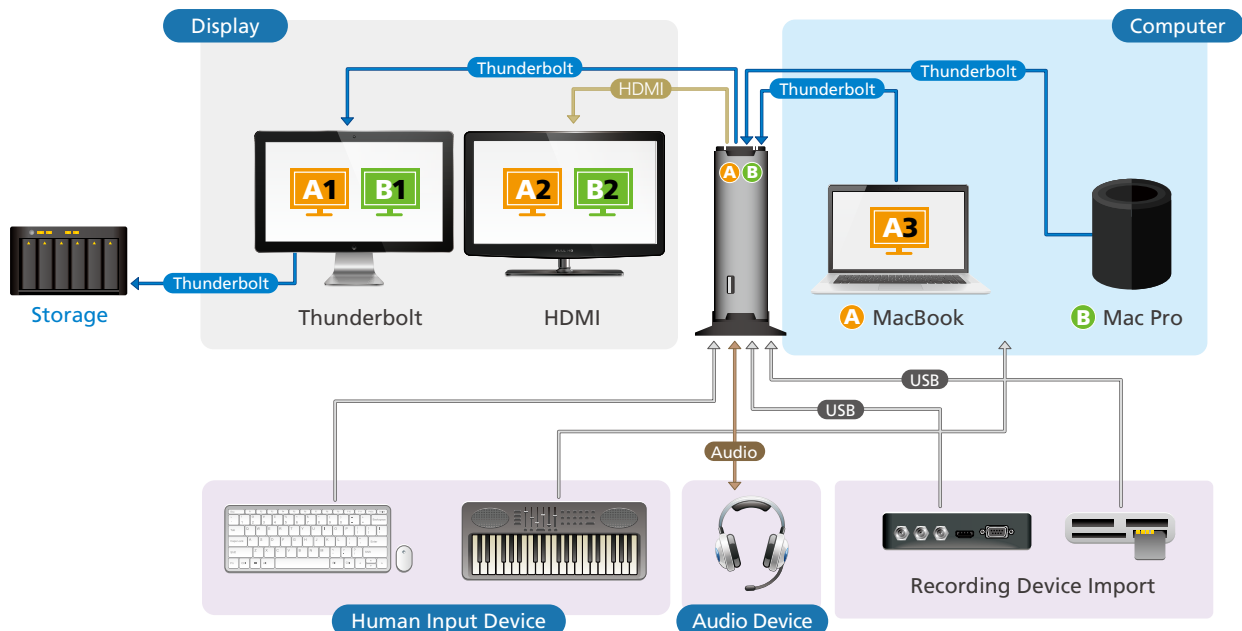 Display
Computer
Thunderbolt
Thunderbolt
HDMI
Thunderbolt
A
B
A1
B1
A2
B2
A3
Thunderbolt
Storage
Thunderbolt
HDMI
A MacBook
B Mac Pro
USB
USB
Audio
Recording Device Import
Human Input Device
Audio Device